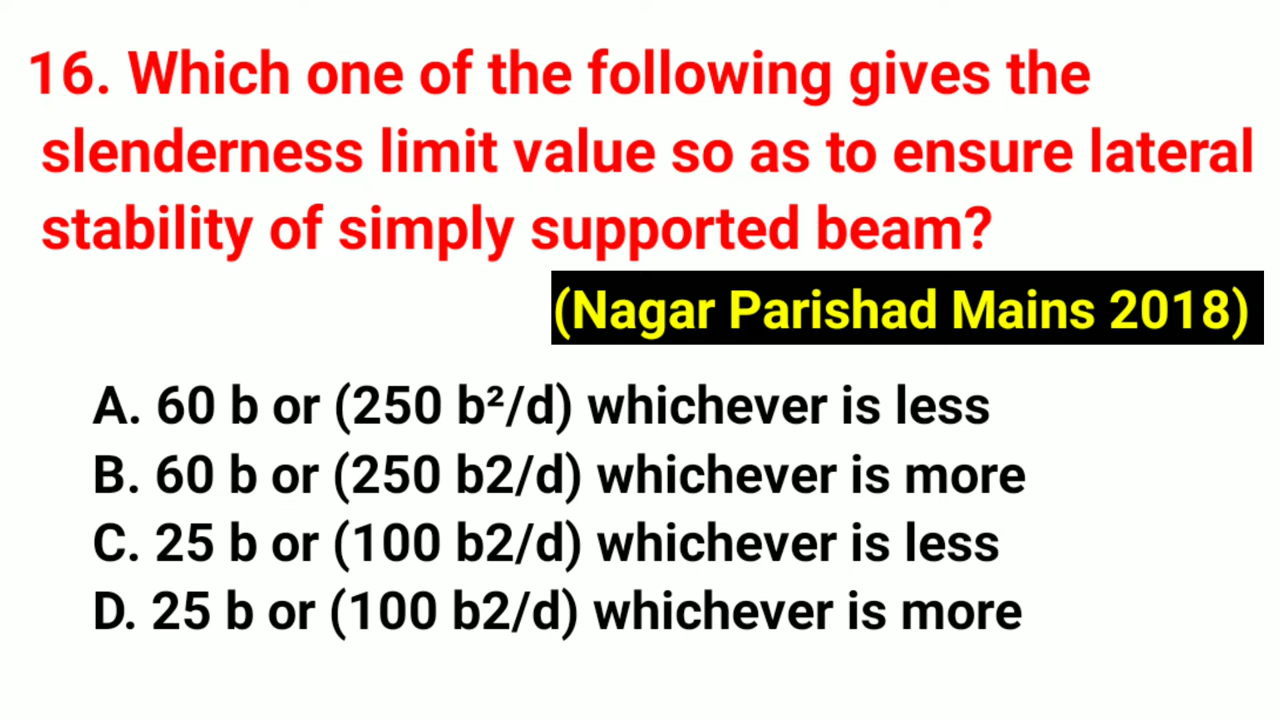 16. Which one of the following gives the
slenderness limit value so as to ensure lateral
stability of simply supported beam?
(Nagar Parishad Mains 2018)
A. 60 b or (250 b²/d) whichever is less
B. 60 b or (250 b2/d) whichever is more
C. 25 b or (100 b2/d) whichever is less
D. 25 b or (100 b2/d) whichever is more